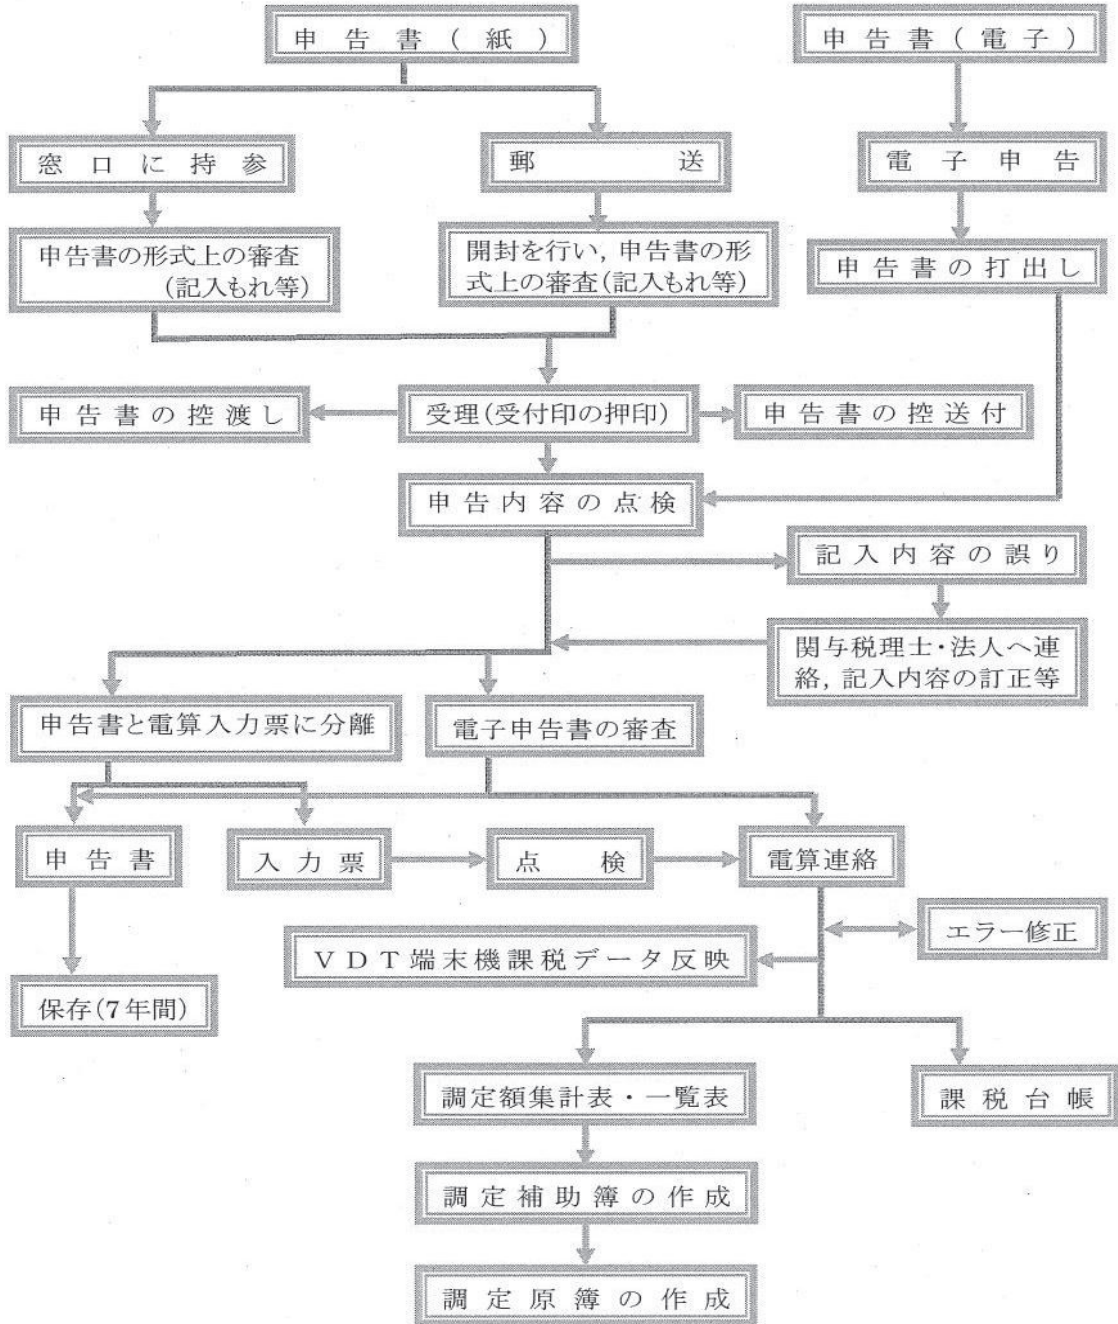 申告書(紙)
申告書(電子)
窓口に持参
郵送
電子申告
申告書の形式上の審査
(記入もれ等)
開封を行い,申告書の形
式上の審査(記入もれ等)
申告書の打出し
申告書の控渡し
受理(受付印の押印)
申告書の控送付
申告内容の点検
記入内容の誤り
関与税理士・法人へ連
絡,記入内容の訂正等
申告書と電算入力票に分離
電子申告書の審査
申告書
入力票
点検
電算連絡
エラー修正
VDT端末機課税データ反映
保存(7年間)
調定額集計表・一覧表
課税台帳
調定補助簿の作成
調定原簿の作成